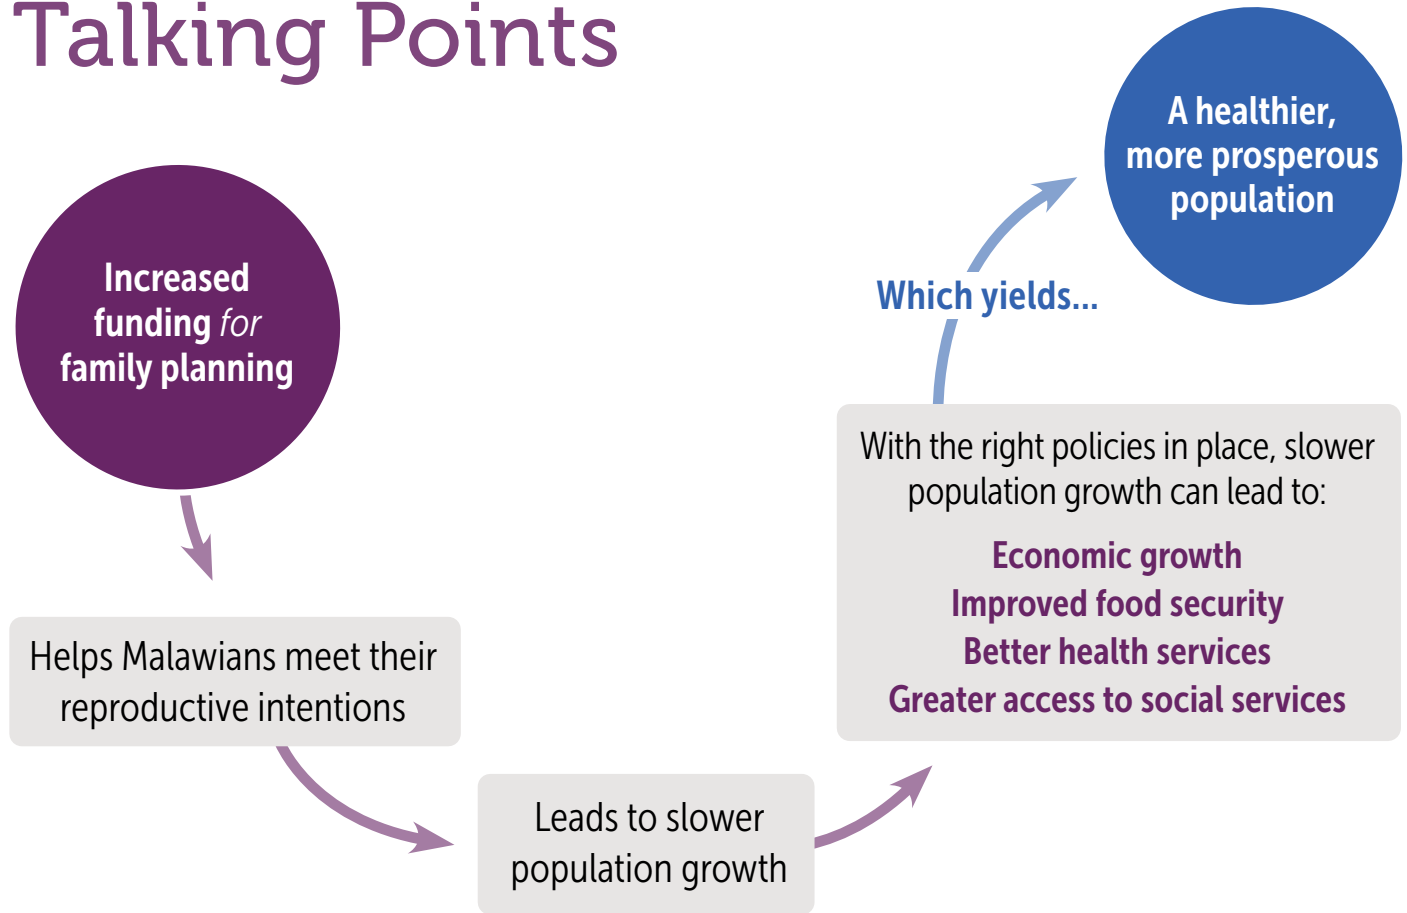 Talking Points
Increased
funding for
family planning
Helps Malawians meet their
reproductive intentions
Leads to slower
population growth
With the right policies in place, slower
population growth can lead to:
Economic growth
Improved food security
Better health services
Greater access to social services
Which yields...
A healthier,
more prosperous
population